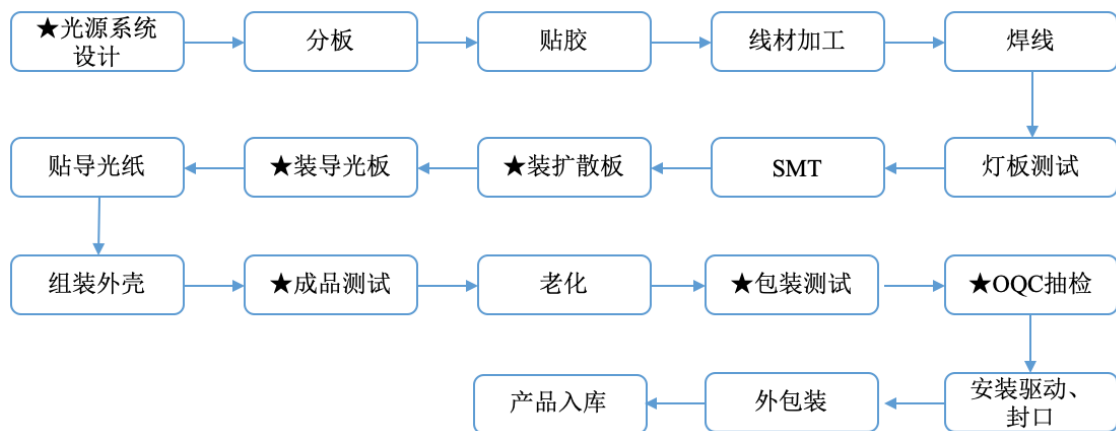 ★光源系统
设计
分板
贴胶
线材加工
焊线
灯板测试
SMT
★装扩散板
★装导光板
贴导光纸
组装外壳
★成品测试
老化
★包装测试
★OQC抽检
安装驱动、
封口
外包装
产品入库